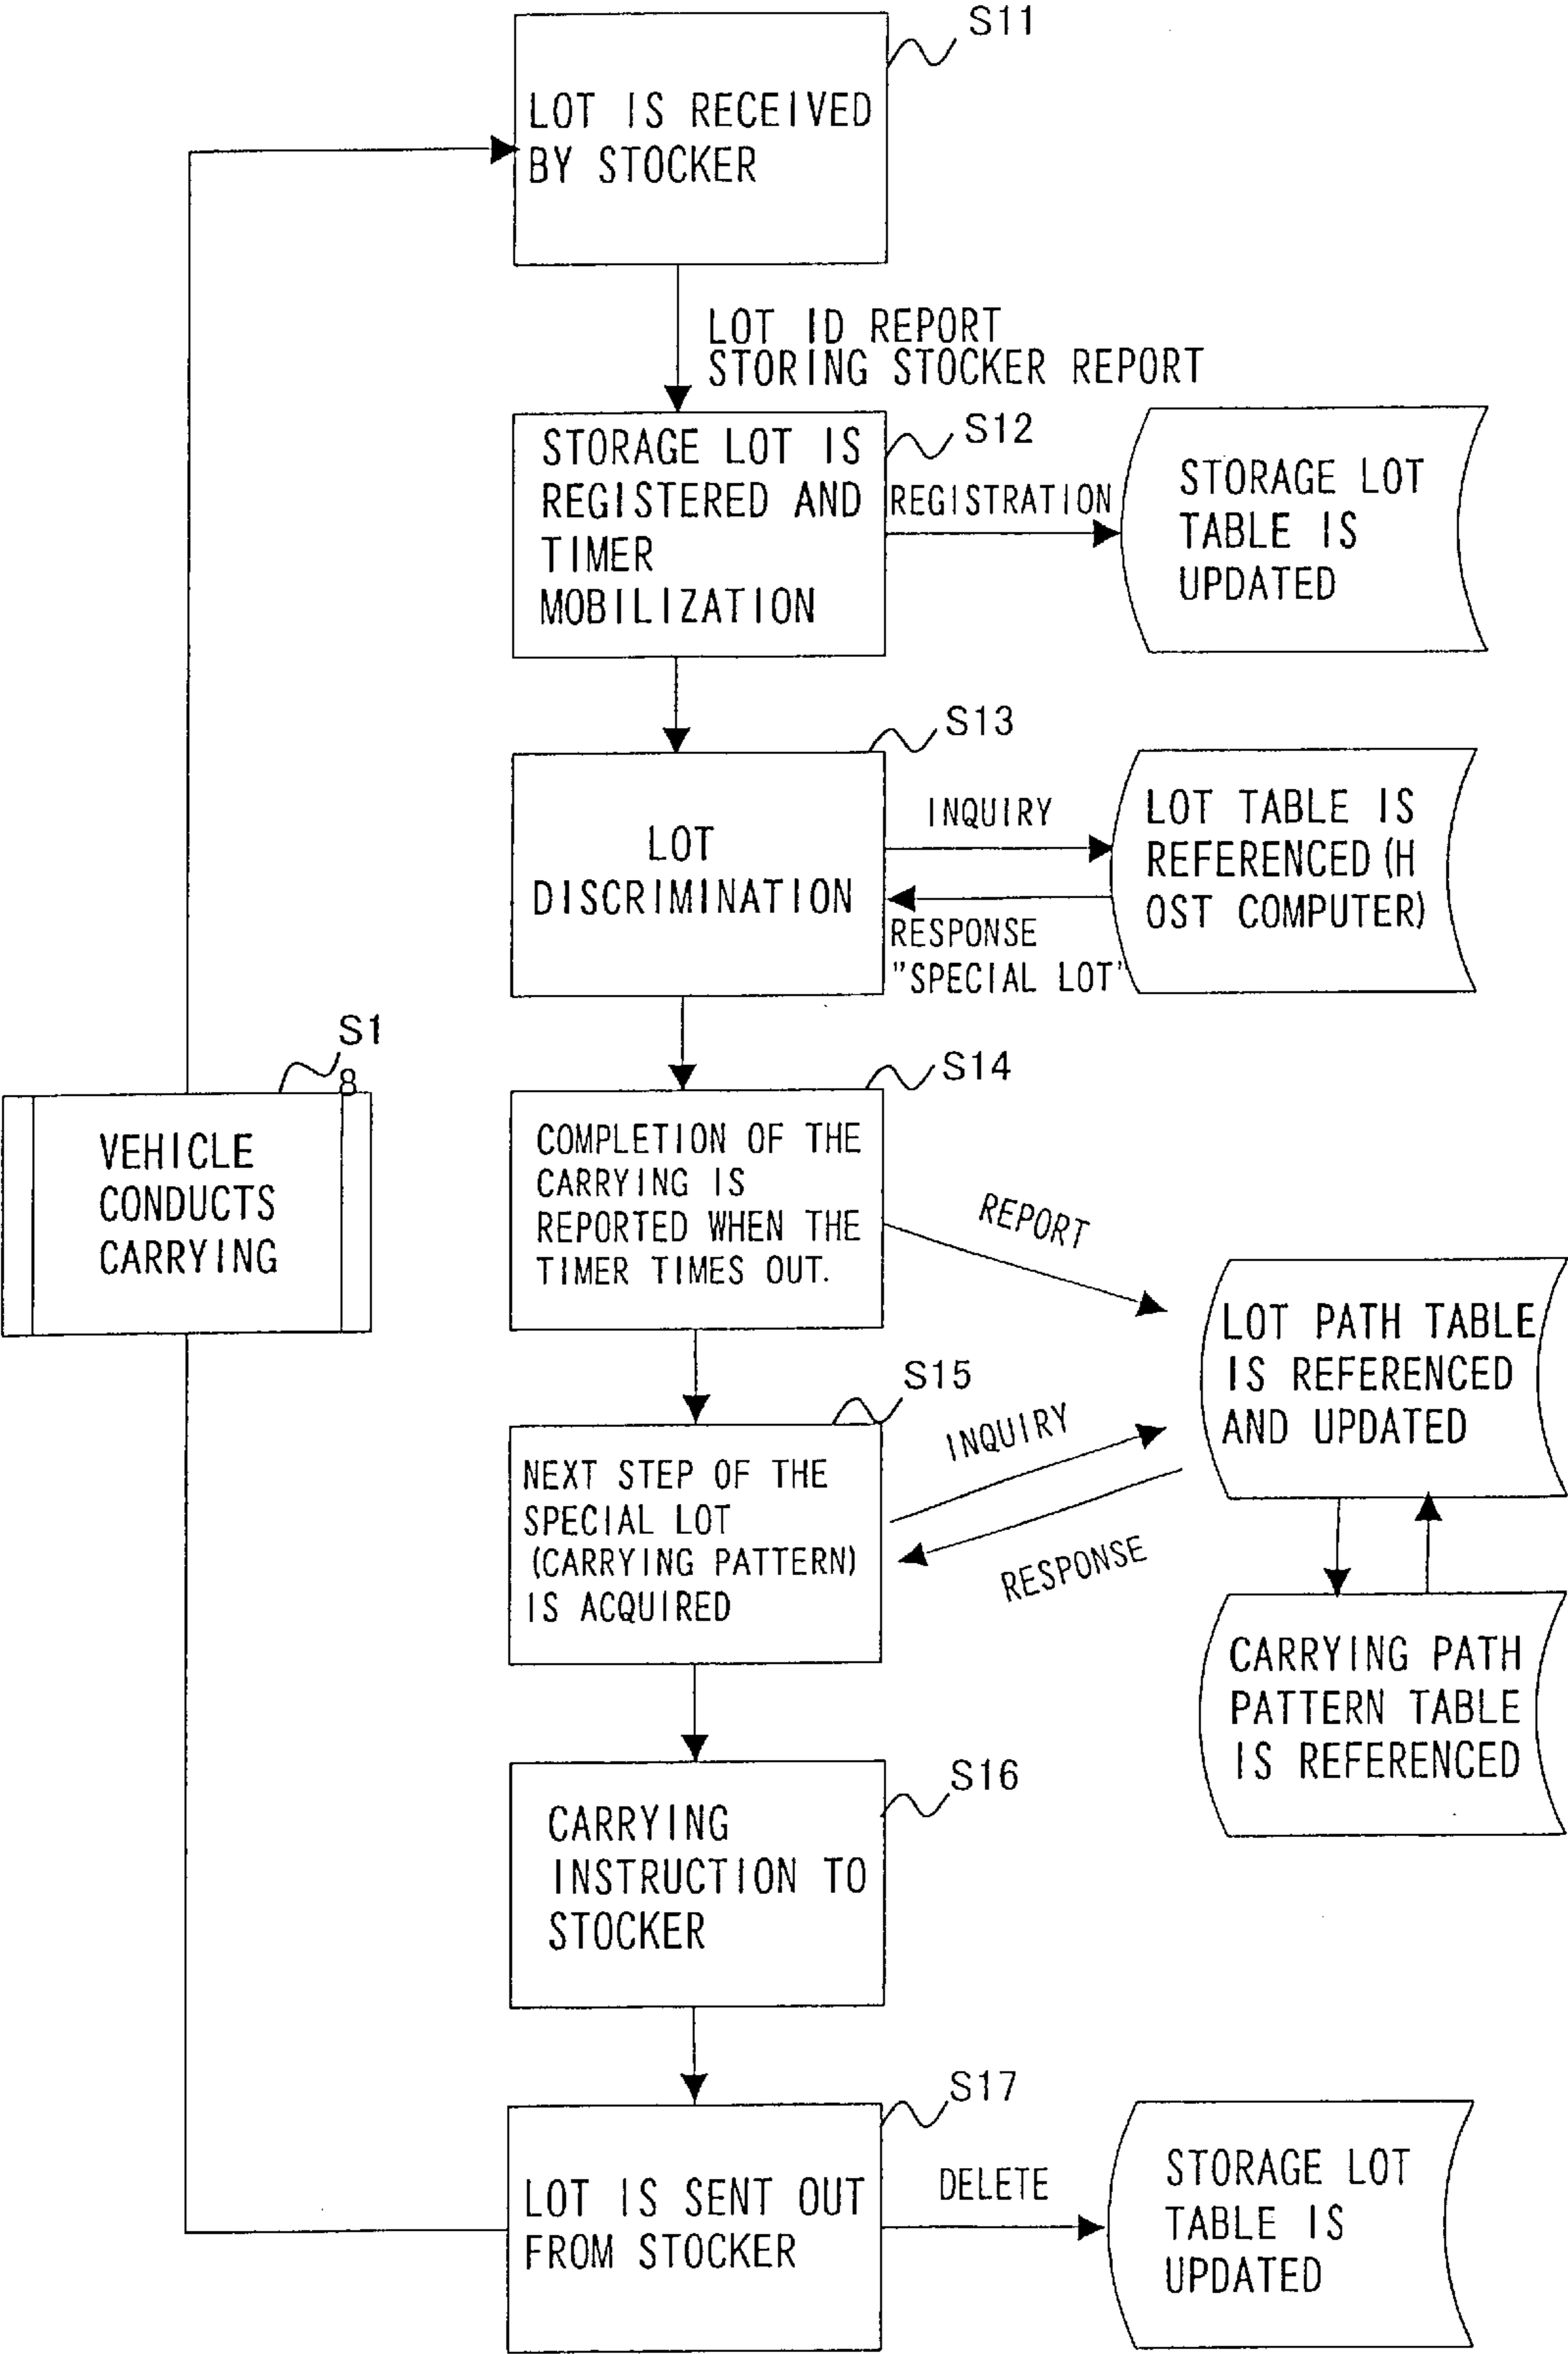 S11
LOT IS RECEIVED
BY STOCKER
LOT ID REPORT
STORING STOCKER REPORT
S12
STORAGE LOT IS
REGISTERED AND
TIMER
MOBILIZATION
REGISTRATION
STORAGE LOT
TABLE IS
UPDATED
S13
LOT
DISCRIMINATION
INQUIRY
RESPONSE
"SPECIAL LOT"
LOT TABLE IS
REFERENCED (H
OST COMPUTER)
S1
8
VEHICLE
CONDUCTS
CARRYING
S14
COMPLETION OF THE
CARRYING IS
REPORTED WHEN THE
TIMER TIMES OUT.
REPORT
LOT PATH TABLE
IS REFERENCED
AND UPDATED
S15
NEXT STEP OF THE
SPECIAL LOT
(CARRYING PATTERN)
IS ACQUIRED
INQUIRY
RESPONSE
CARRYING PATH
PATTERN TABLE
IS REFERENCED
S16
CARRYING
INSTRUCTION TO
STOCKER
S17
LOT IS SENT OUT
FROM STOCKER
DELETE
STORAGE LOT
TABLE IS
UPDATED